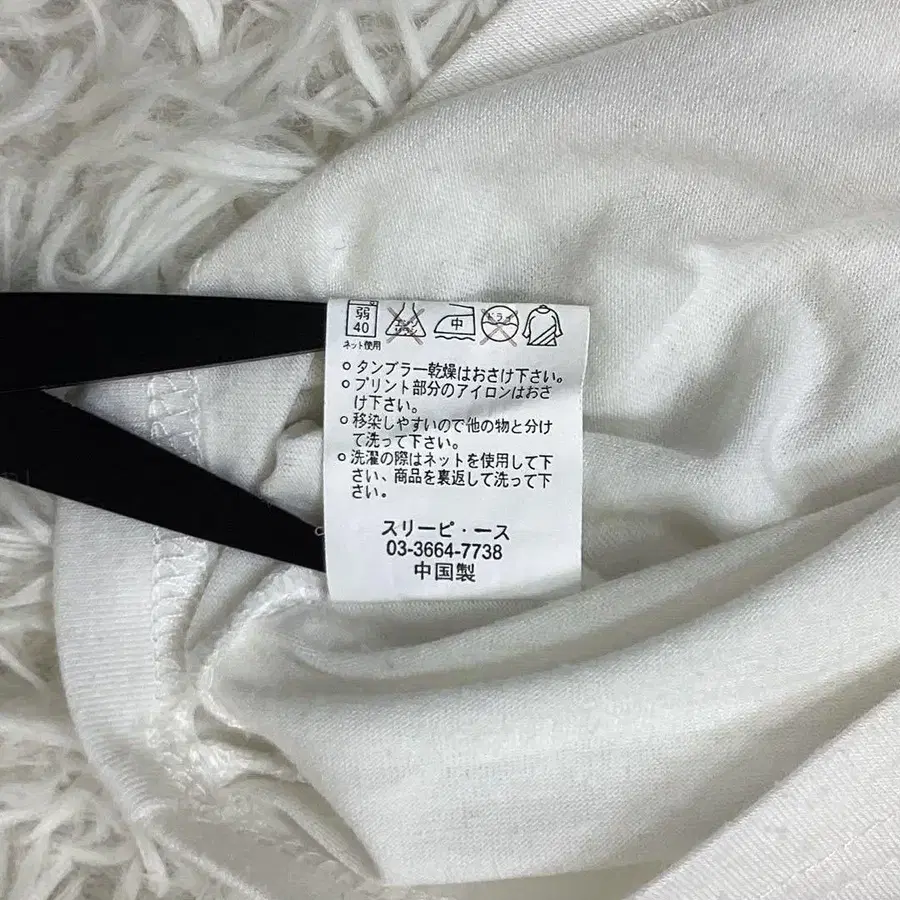 弱
40
中
ドライ
ネット使用
○タンブラー乾燥はおさけ下さい。
○プリント部分のアイロンはおさ
け下さい。
○移染しやすいので他の物と分け
て洗って下さい。
○洗濯の際はネットを使用して下
さい、商品を裏返して洗って下
さい。
スリーピ・ース
03-3664-7738
中国製